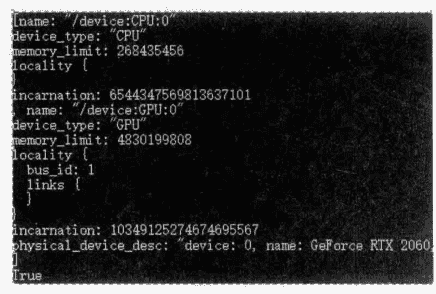 [name: "/device:CPU:0"
device_type: "CPU"
memory_limit: 268435456
locality {
}
incarnation: 6544347569813637101
, name: "/device:GPU:0"
device_type: "GPU"
memory_limit: 4830199808
locality {
bus_id: 1
links {
}
}
incarnation: 10349125274674695567
physical_device_desc: "device: 0, name: GeForce RTX 2060,
]
True